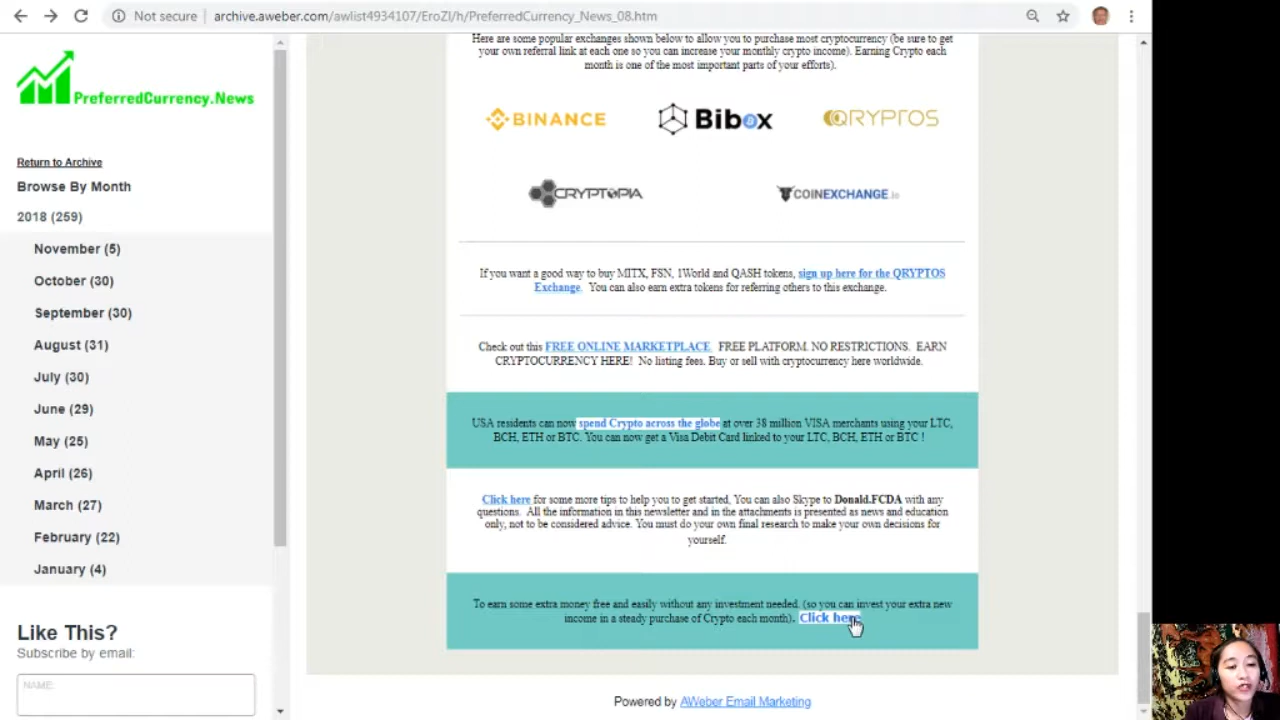 Not secure
archive.aweber.com/awlist4934107/EroZI/h/PreferredCurrency_News_08.htm
PreferredCurrency.News
Return to Archive
Browse By Month
2018 (259)
November (5)
October (30)
September (30)
August (31)
July (30)
June (29)
May (25)
April (26)
March (27)
February (22)
January (4)
Like This?
Subscribe by email:
NAME:
Here are some popular exchanges shown below to allow you to purchase most cryptocurrency (be sure to get
your own referral link at each one so you can increase your monthly crypto income). Earning Crypto each
month is one of the most important parts of your efforts).
BINANCE
Bibox
QRYPTOS
CRYPTOPIA
COINEXCHANGE.io
If you want a good way to buy MITX, FSN, 1World and QASH tokens, sign up here for the QRYPTOS
Exchange. You can also earn extra tokens for referring others to this exchange.
Check out this FREE ONLINE MARKETPLACE. FREE PLATFORM. NO RESTRICTIONS. EARN
CRYPTOCURRENCY HERE! No listing fees. Buy or sell with cryptocurrency here worldwide.
USA residents can now spend Crypto across the globe at over 38 million VISA merchants using your LTC,
BCH, ETH or BTC. You can now get a Visa Debit Card linked to your LTC, BCH, ETH or BTC !
Click here for some more tips to help you to get started, You can also Skype to Donald.FCDA with any
questions. All the information in this newsletter and in the attachments is presented as news and education
only, not to be considered advice. You must do your own final research to make your own decisions for
yourself.
To earn some extra money free and easily without any investment needed. (so you can invest your extra new
income in a steady purchase of Crypto each month). Click here
Powered by AWeber Email Marketing